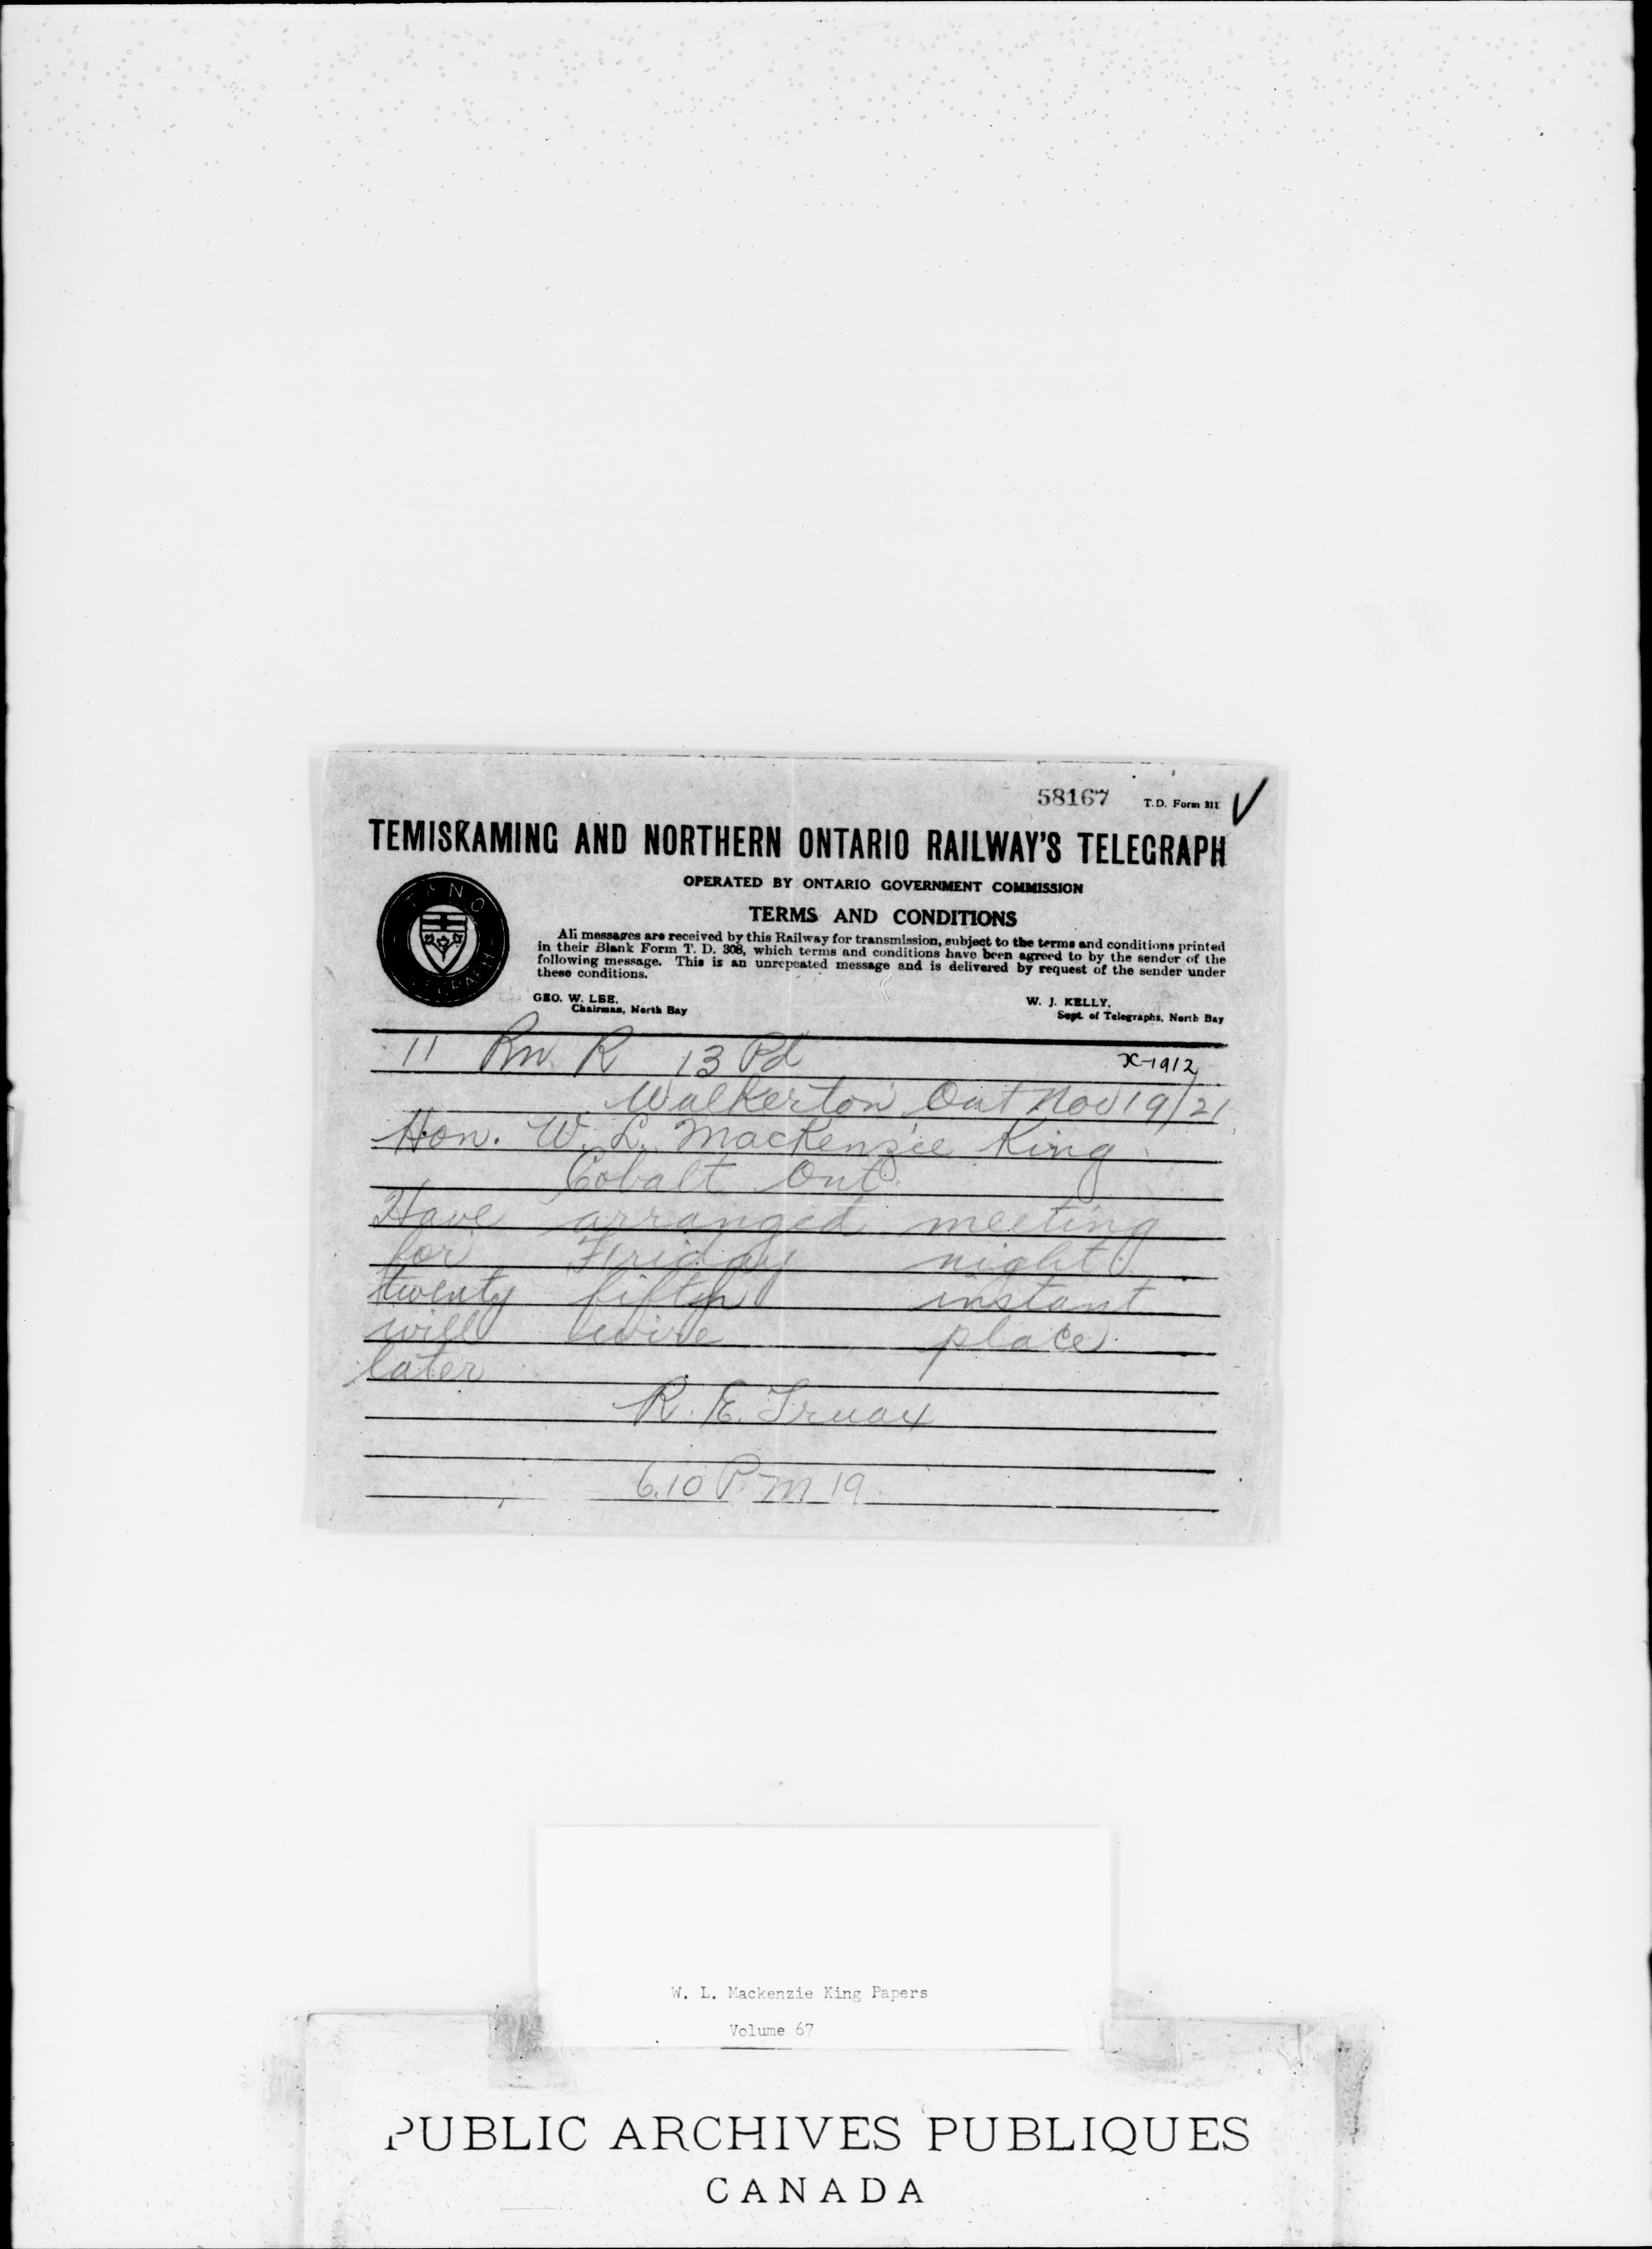 58167 T.D. Form 311 ✓
TEMISKAMING AND NORTHERN ONTARIO RAILWAY'S TELEGRAPH
OPERATED BY ONTARIO GOVERNMENT COMMISSION
TERMS AND CONDITIONS
All messages are received by this Railway for transmission, subject to the terms and conditions printed
in their Blank Form T. D. 308, which terms and conditions have been agreed to by the sender of the
following message. This is an unrepeated message and is delivered by request of the sender under
these conditions.
GEO. W. LEE,
Chairman, North Bay
W. J. KELLY,
Supt. of Telegraphs, North Bay
T & N O
11 Rn R 13 Pd
X-1912
Walkerton Ont Nov 19/21
Hon. W. L. MacKenzie King
Cobalt Ont
Have arranged meeting
for Friday night
twenty fifth instant
will wire place
later
R. E. Truax
6.10 P.M 19
W. L. Mackenzie King Papers
Volume 67
PUBLIC ARCHIVES PUBLIQUES
CANADA